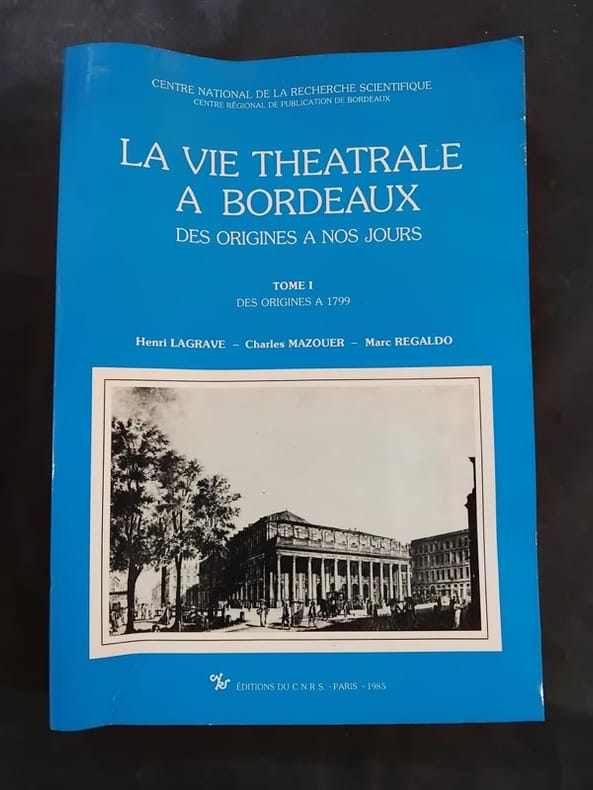 CENTRE NATIONAL DE LA RECHERCHE SCIENTIFIQUE
CENTRE RÉGIONAL DE PUBLICATION DE BORDEAUX
LA VIE THEATRALE
A BORDEAUX
DES ORIGINES A NOS JOURS
TOME I
DES ORIGINES A 1799
Henri LAGRAVE – Charles MAZOUER – Marc REGALDO
ÉDITIONS DU C.N.R.S. - PARIS - 1985